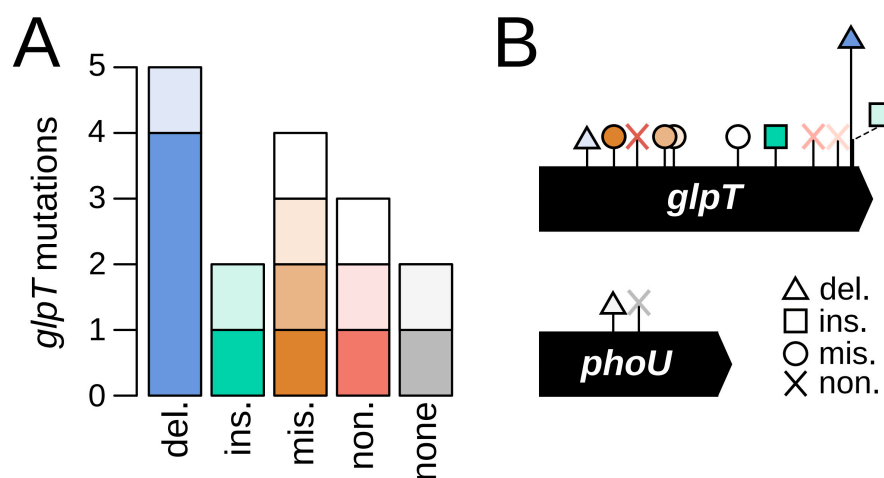 A
B
glpT mutations
5
4
3
2
1
0
del.
ins.
mis.
non.
none
glpT
phoU
del.
ins.
mis.
non.